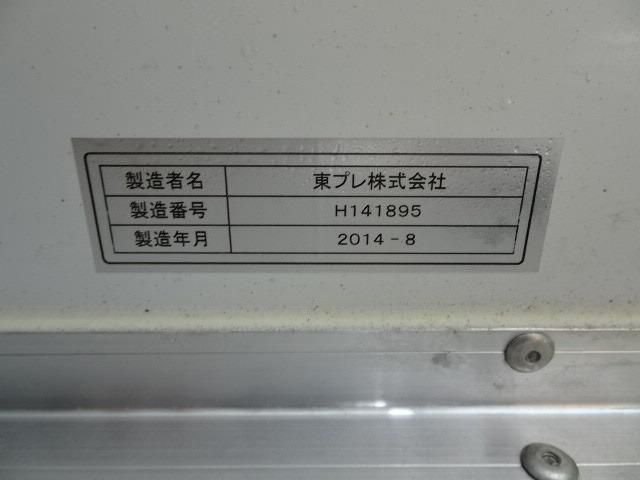 製造者名 東プレ株式会社
製造番号 H141895
製造年月 2014-8